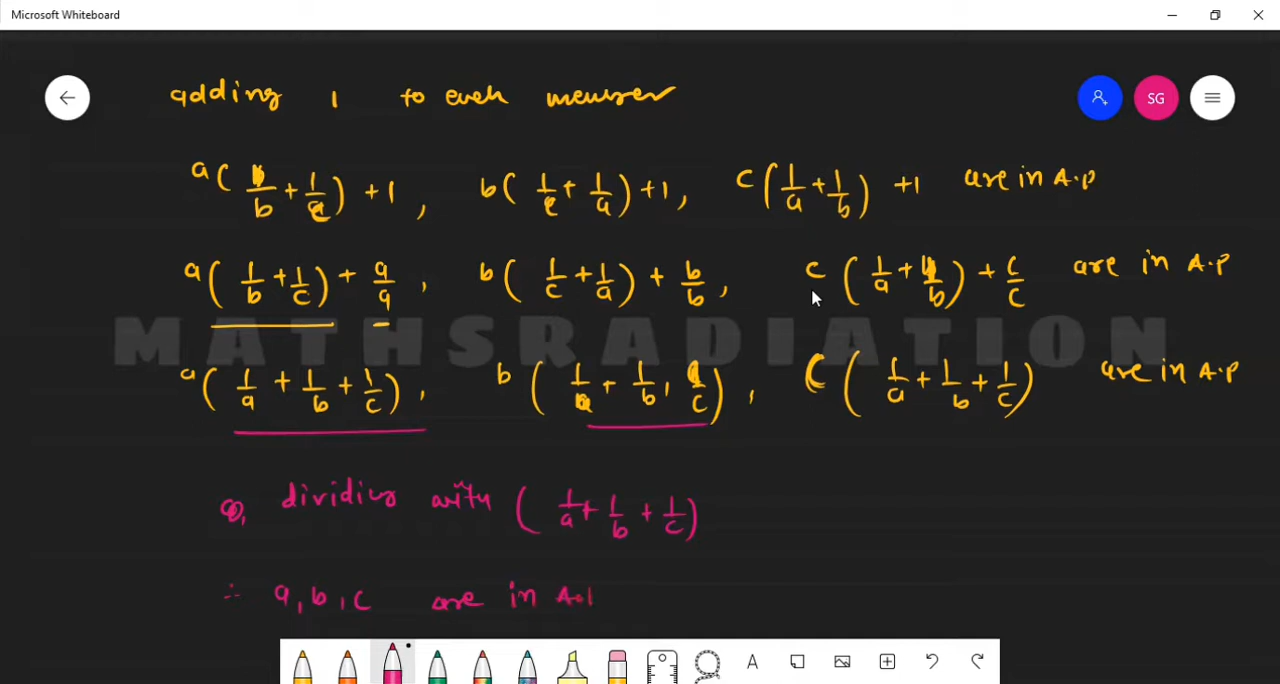 Microsoft Whiteboard
adding 1 to each member
SG
a(1/b + 1/c) + 1, b(1/c + 1/a) + 1, c(1/a + 1/b) + 1 are in A.P
a(1/b + 1/c) + a/a, b(1/c + 1/a) + b/b, c(1/a + 1/b) + c/c are in A.P
MATHSRADIATION
a(1/a + 1/b + 1/c), b(1/a + 1/b, 1/c), c(1/a + 1/b + 1/c) are in A.P
dividing with (1/a + 1/b + 1/c)
∴ a, b, c are in
A